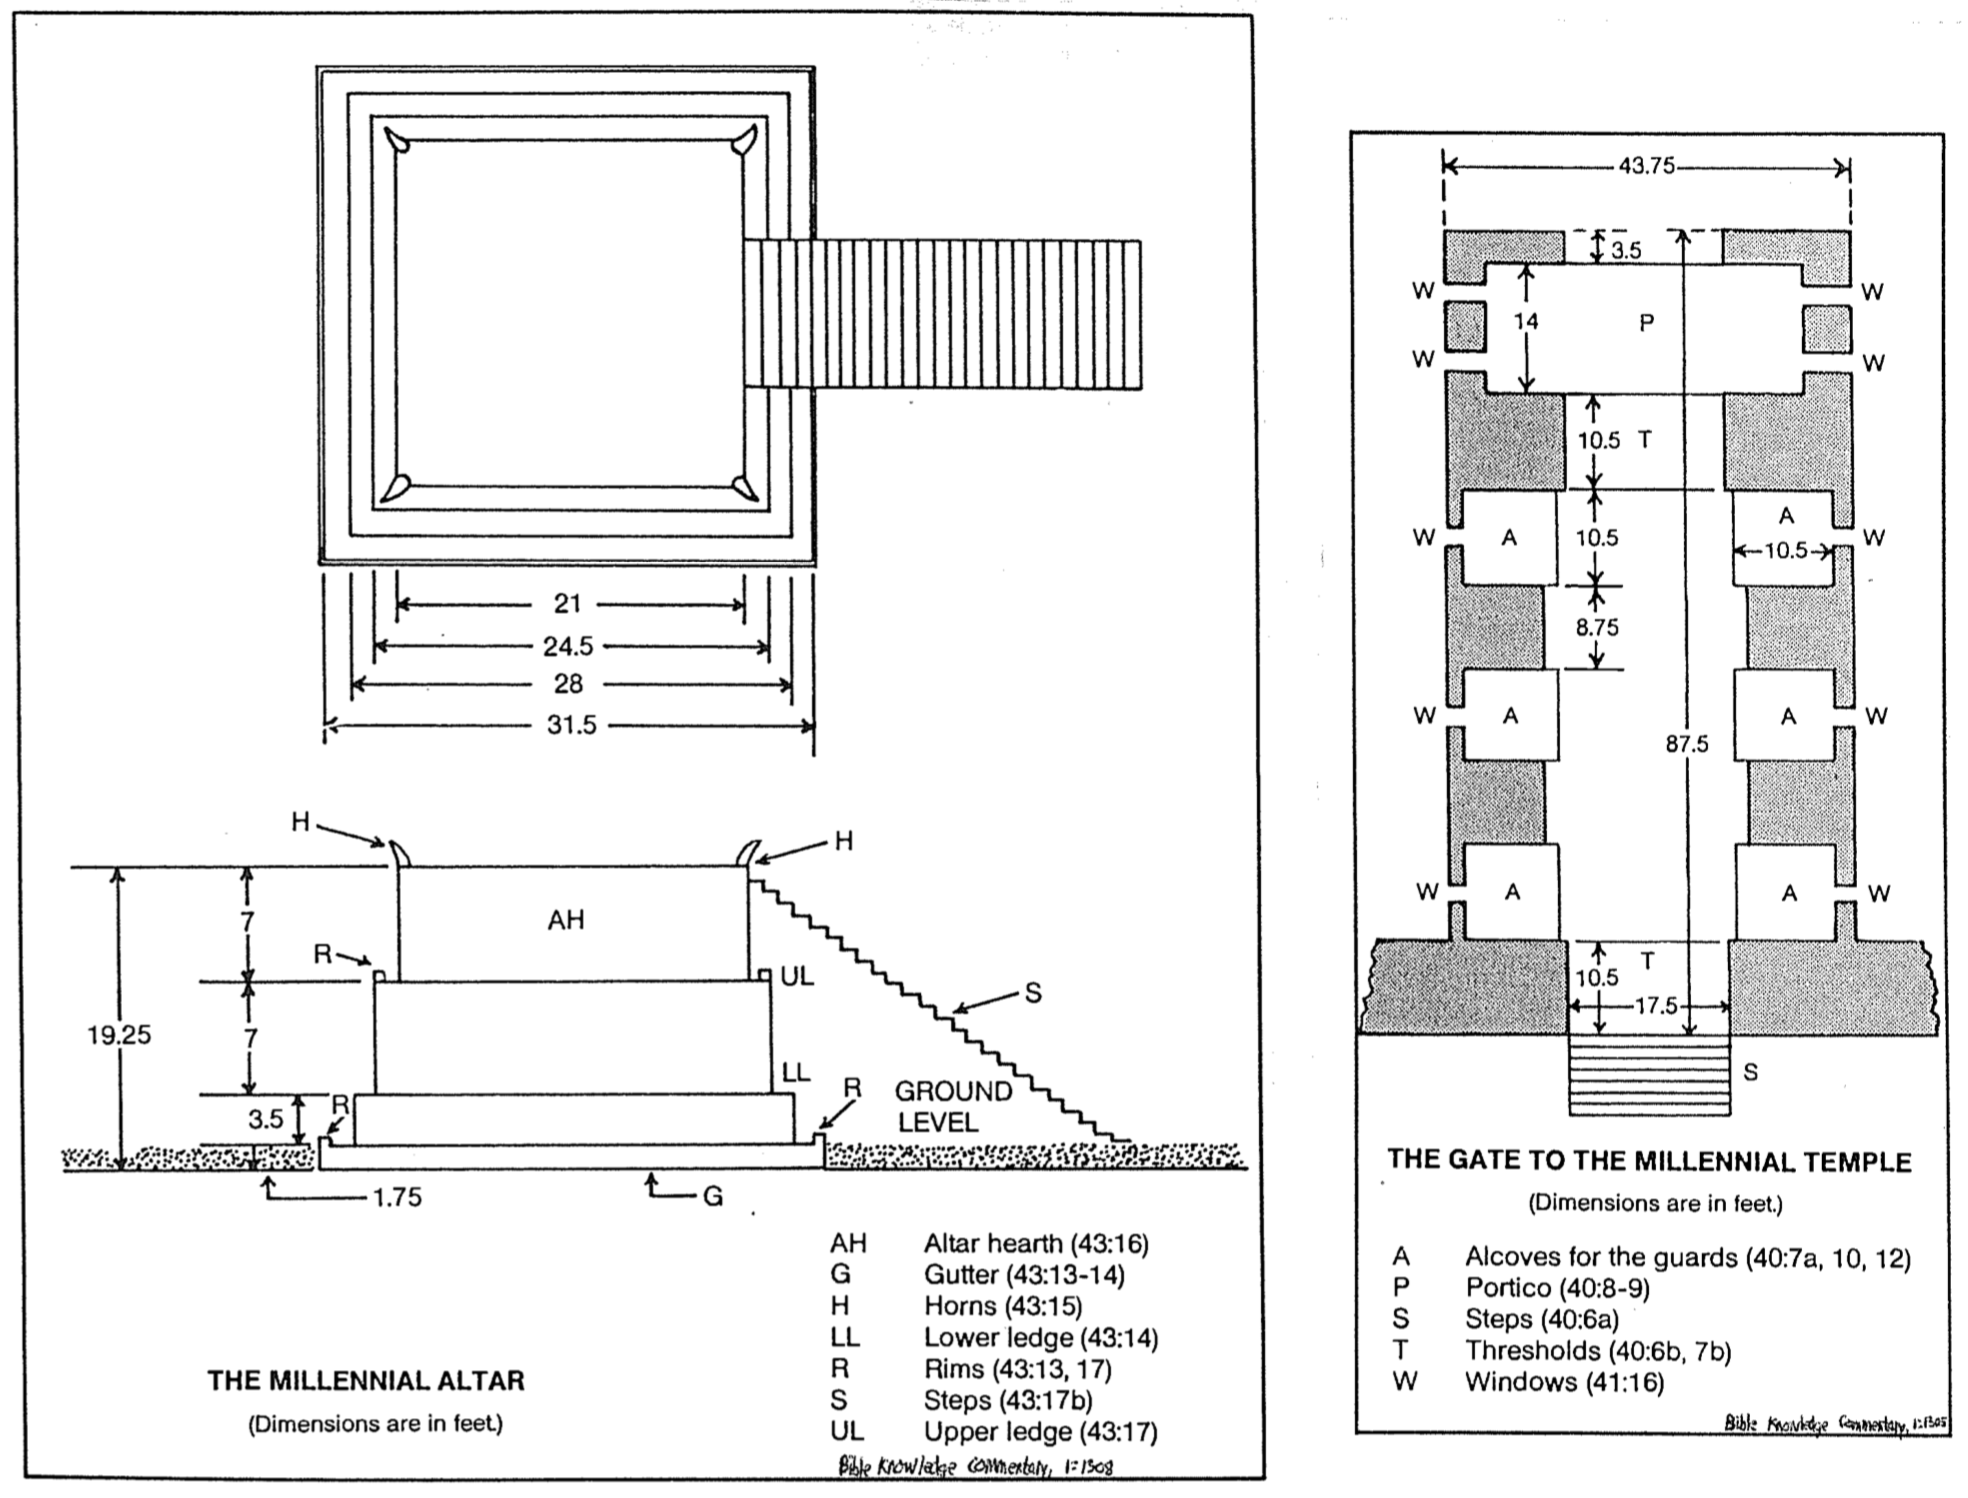 21
24.5
28
31.5
H
H
7
AH
R
UL
S
19.25
7
LL
R
R
GROUND
LEVEL
3.5
1.75
G
AH Altar hearth (43:16)
G Gutter (43:13-14)
H Horns (43:15)
LL Lower ledge (43:14)
R Rims (43:13, 17)
S Steps (43:17b)
UL Upper ledge (43:17)
THE MILLENNIAL ALTAR
(Dimensions are in feet.)
Bible Knowledge Commentary, 1:1308
43.75
3.5
W
W
14
P
W
W
10.5
T
A
W
A
10.5
10.5
W
8.75
W
A
A
W
87.5
W
A
A
W
T
10.5
17.5
S
THE GATE TO THE MILLENNIAL TEMPLE
(Dimensions are in feet.)
A Alcoves for the guards (40:7a, 10, 12)
P Portico (40:8-9)
S Steps (40:6a)
T Thresholds (40:6b, 7b)
W Windows (41:16)
Bible Knowledge Commentary, 1:1305